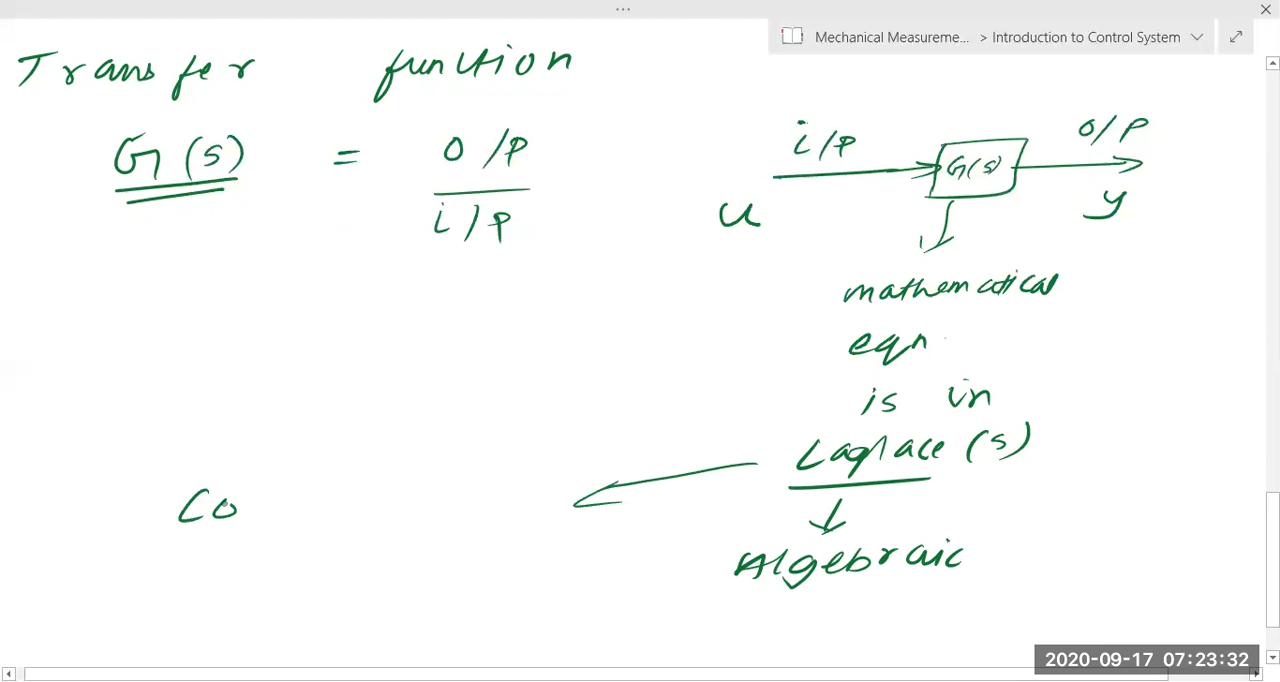 Mechanical Measureme... > Introduction to Control System
Transfer function
G(s) = o/p
i/p
i/p
G(s)
o/p
u
y
mathematical
eqn
is in
Laplace (s)
Co
Algebraic
2020-09-17 07:23:32